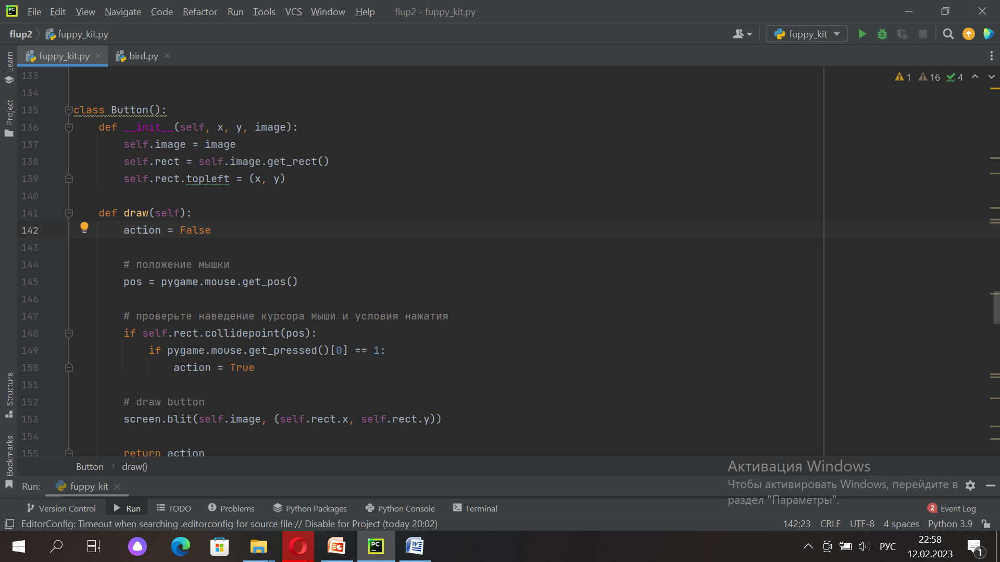 File Edit View Navigate Code Refactor Run Tools VCS Window Help flup2 - fuppy_kit.py
flup2 fuppy_kit.py fuppy_kit
fuppy_kit.py bird.py
Learn
Project
Structure
Bookmarks
1 16 4
133
134
135 class Button():
136 def __init__(self, x, y, image):
137 self.image = image
138 self.rect = self.image.get_rect()
139 self.rect.topleft = (x, y)
140
141 def draw(self):
142 action = False
143
144 # положение мышки
145 pos = pygame.mouse.get_pos()
146
147 # проверьте наведение курсора мыши и условия нажатия
148 if self.rect.collidepoint(pos):
149 if pygame.mouse.get_pressed()[0] == 1:
150 action = True
151
152 # draw button
153 screen.blit(self.image, (self.rect.x, self.rect.y))
154
155 return action
Button draw()
Активация Windows
Чтобы активировать Windows, перейдите в
раздел "Параметры".
Run: fuppy_kit
Version Control Run TODO Problems Python Packages Python Console Terminal 2 Event Log
EditorConfig: Timeout when searching .editorconfig for source file // Disable for Project (today 20:02) 142:23 CRLF UTF-8 4 spaces Python 3.9
PC
РУС
22:58
12.02.2023
1